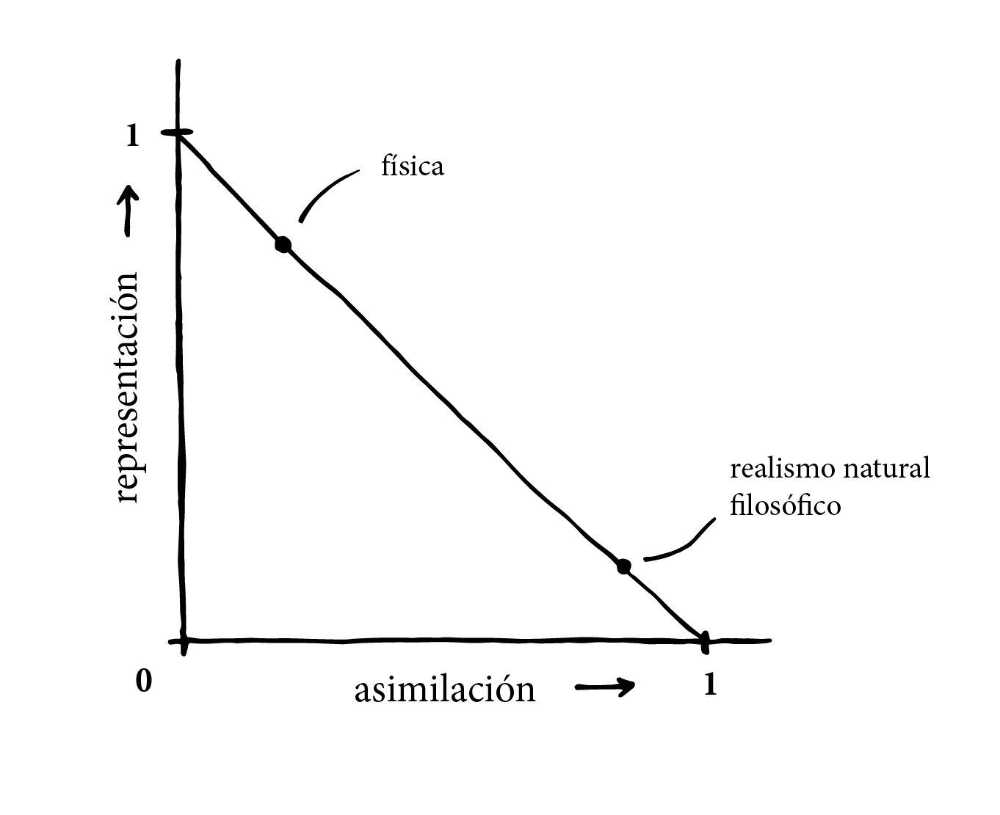 1
física
representación
realismo natural
filosófico
0
asimilación
1